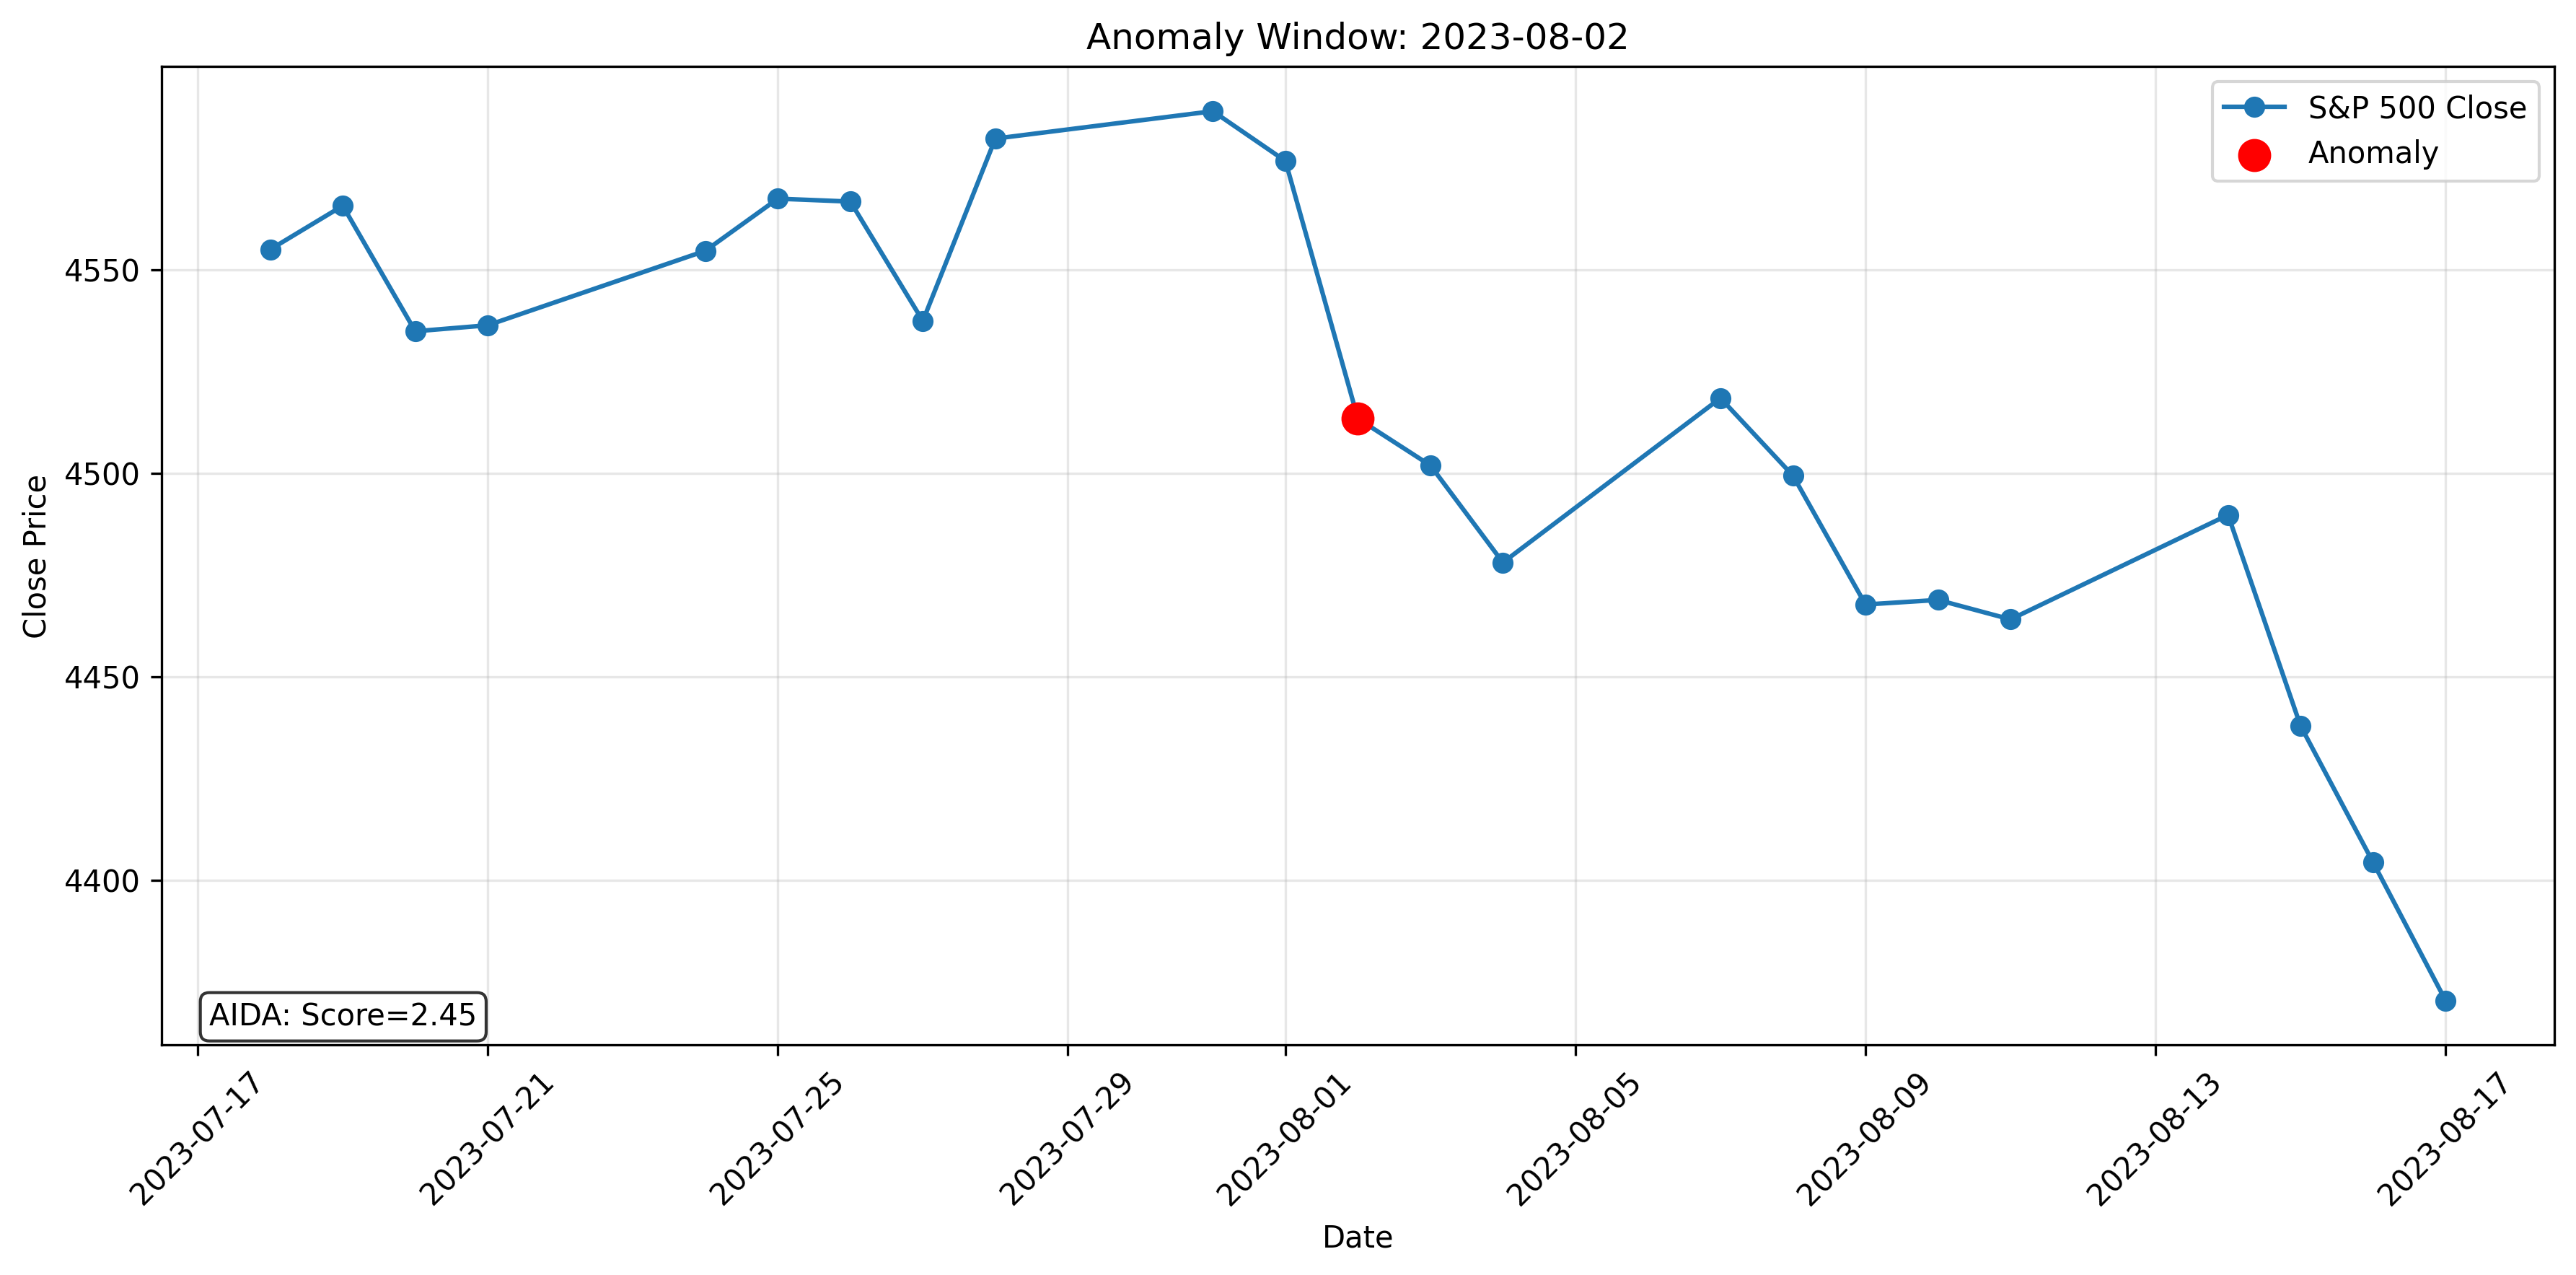 Anomaly Window: 2023-08-02
S&P 500 Close
Anomaly
Close Price
4550
4500
4450
4400
AIDA: Score=2.45
2023-07-17
2023-07-21
2023-07-25
2023-07-29
2023-08-01
2023-08-05
2023-08-09
2023-08-13
2023-08-17
Date